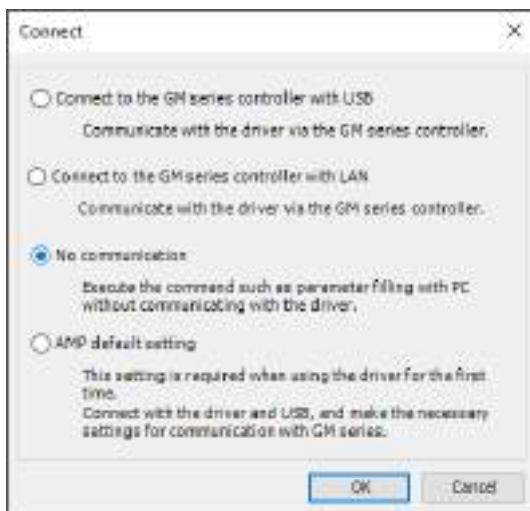 Connect
Connect to the GM series controller with USB
Communicate with the driver via the GM series controller.
Connect to the GM series controller with LAN
Communicate with the driver via the GM series controller.
No communication
Execute the command such as parameter filling with PC
without communicating with the driver.
AMP default setting
This setting is required when using the driver for the first
time.
Connect with the driver and USB, and make the necessary
settings for communication with GM series.
OK Cancel